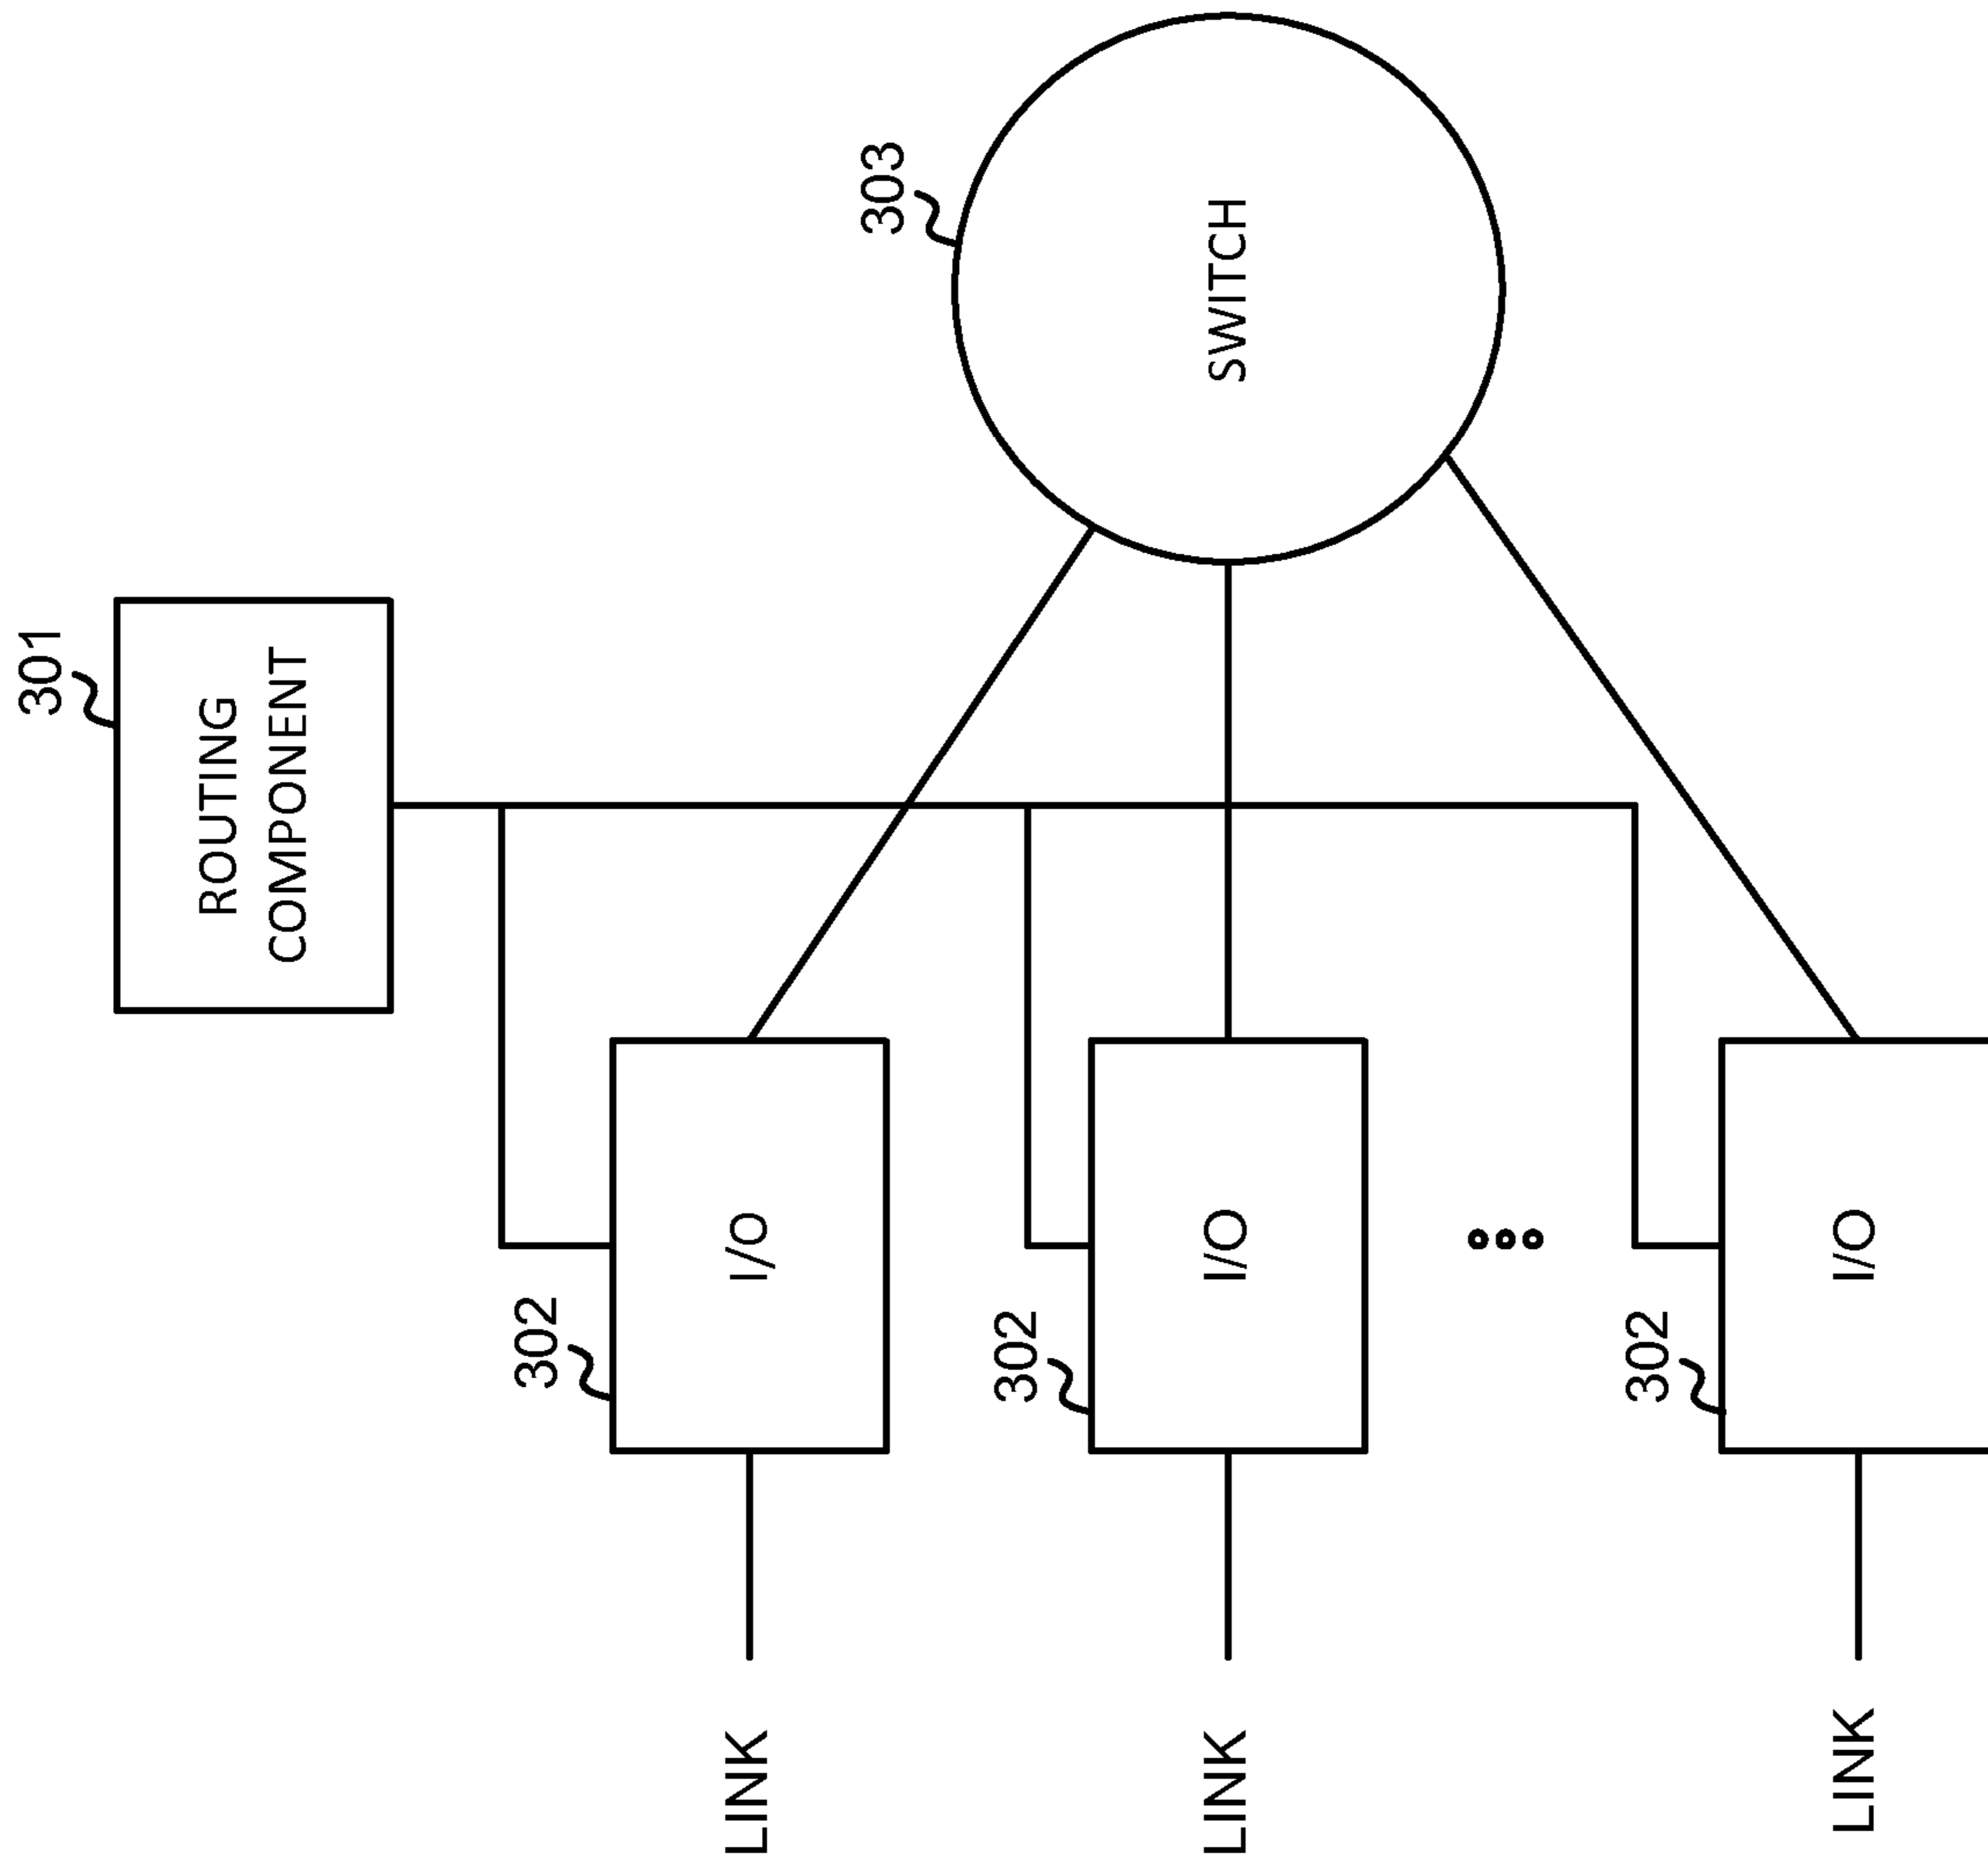 301
ROUTING
COMPONENT
303
SWITCH
302
I/O
LINK
302
I/O
LINK
302
I/O
LINK